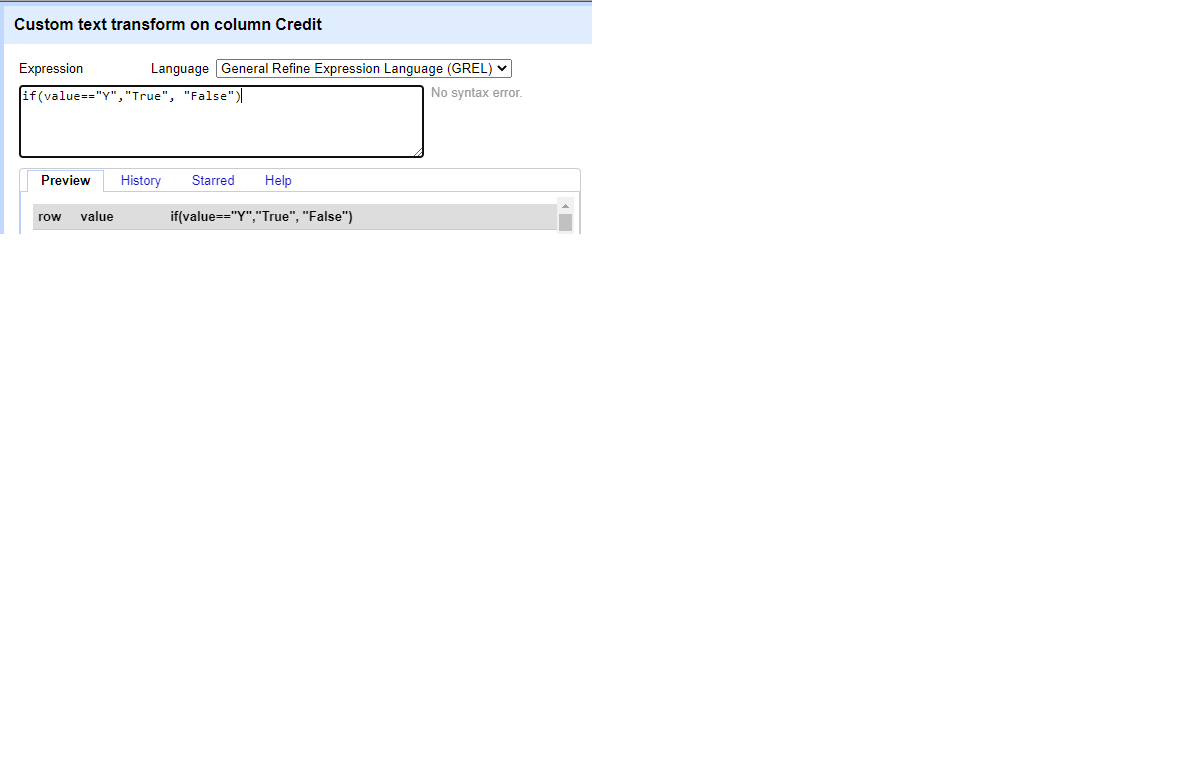 Custom text transform on column Credit
Expression Language General Refine Expression Language (GREL)
if(value=="Y","True", "False")
No syntax error.
Preview History Starred Help
row value if(value=="Y","True", "False")